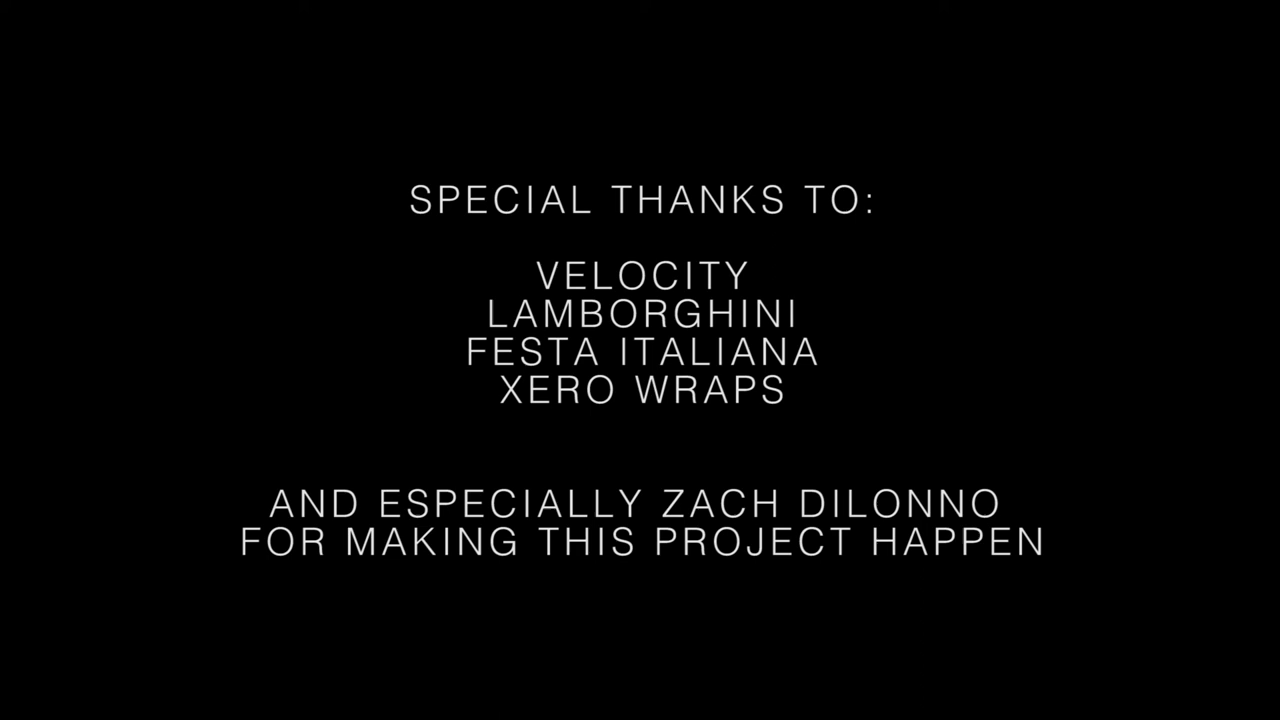 SPECIAL THANKS TO:
VELOCITY
LAMBORGHINI
FESTA ITALIANA
XERO WRAPS
AND ESPECIALLY ZACH DILONNO
FOR MAKING THIS PROJECT HAPPEN